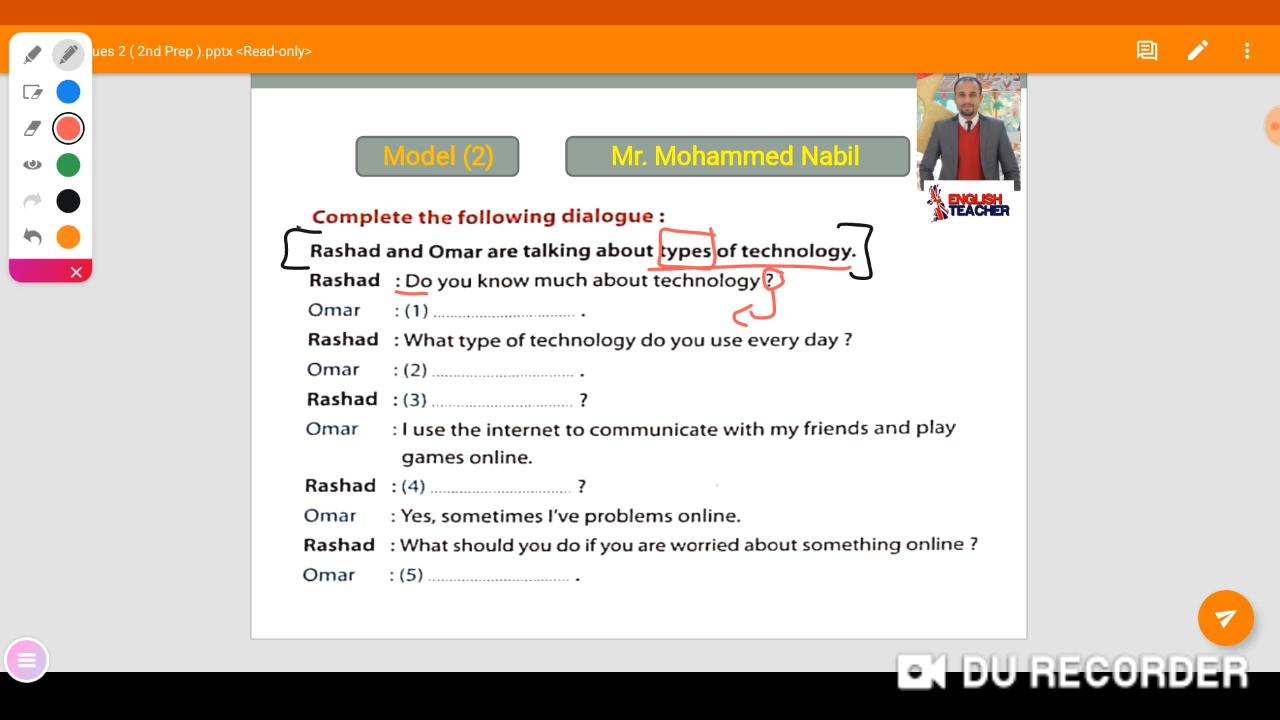 ues 2 ( 2nd Prep ).pptx <Read-only>
Model (2)
Mr. Mohammed Nabil
ENGLISH
TEACHER
Complete the following dialogue :
Rashad and Omar are talking about types of technology.
Rashad : Do you know much about technology ?
Omar : (1) ................................ .
Rashad : What type of technology do you use every day ?
Omar : (2) ................................ .
Rashad : (3) ................................ ?
Omar : I use the internet to communicate with my friends and play
games online.
Rashad : (4) ................................ ?
Omar : Yes, sometimes I've problems online.
Rashad : What should you do if you are worried about something online ?
Omar : (5) ................................ .
DU RECORDER